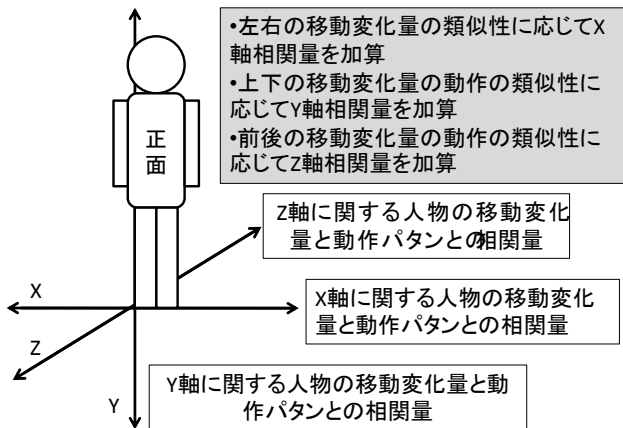 •左右の移動変化量の類似性に応じてX
軸相関量を加算
•上下の移動変化量の動作の類似性に
応じてY軸相関量を加算
•前後の移動変化量の動作の類似性に
応じてZ軸相関量を加算
正
面
Z軸に関する人物の移動変化
量と動作パタンとの相関量
X
X軸に関する人物の移動変化
量と動作パタンとの相関量
Z
Y軸に関する人物の移動変化量と動
作パタンとの相関量
Y